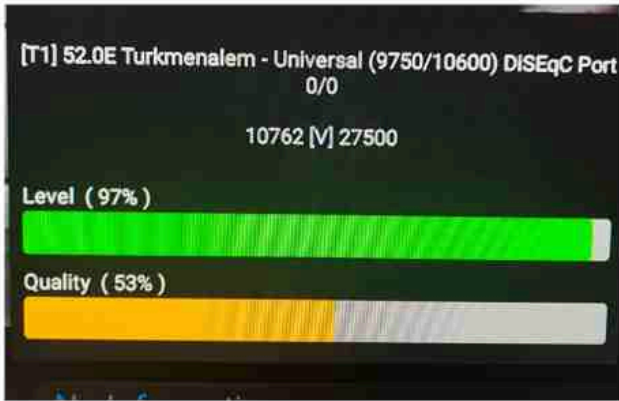 [T1] 52.0E Turkmenalem - Universal (9750/10600) DiSEqC Port
0/0
10762 [V] 27500
Level ( 97% )
Quality ( 53% )